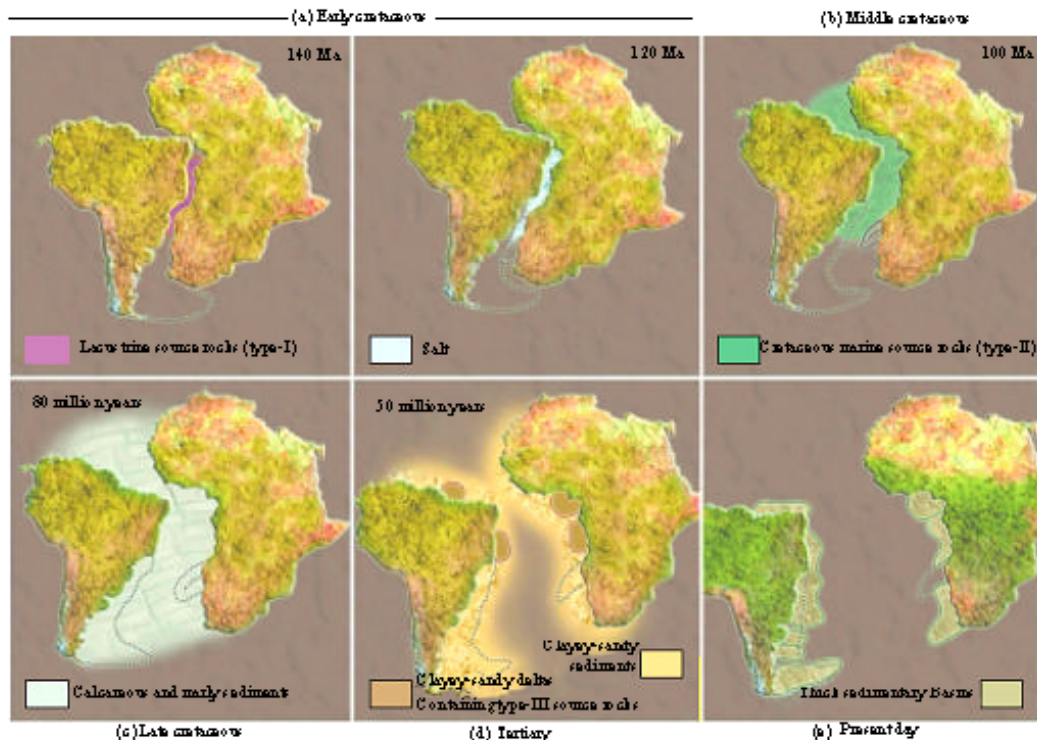 (a) Early cretaceous
(b) Middle cretaceous
140 Ma
120 Ma
100 Ma
Lacustrine source rocks (type-I)
Salt
Cretaceous marine source rocks (type-II)
80 million years
50 million years
Calcareous and marly sediments
Clayey-sandy
sediments
Clayey-sandy delta
Containing type-III source rocks
Thick sedimentary Basins
(c) Late cretaceous
(d) Tertiary
(e) Present day